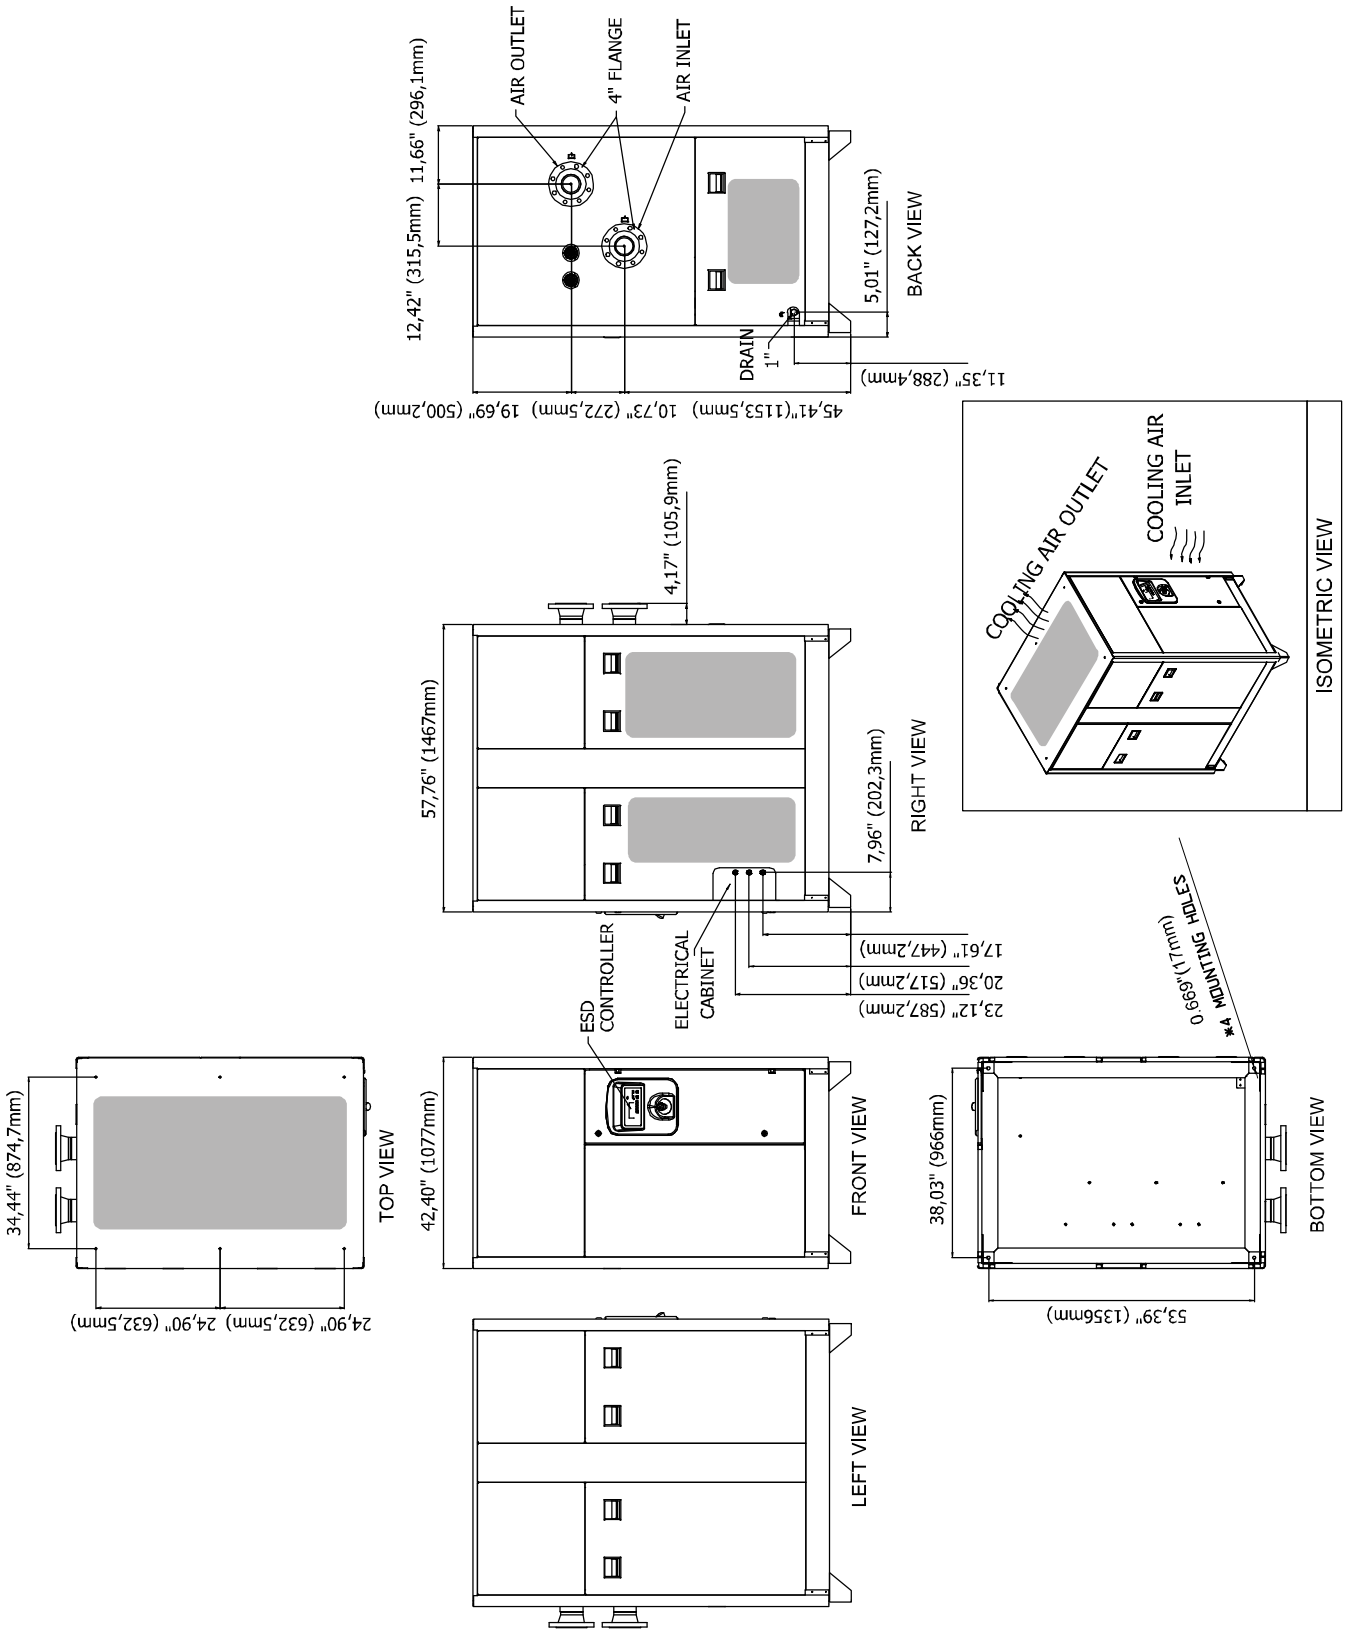 34,44" (874,7mm)
24,90" (632,5mm)
24,90" (632,5mm)
TOP VIEW
LEFT VIEW
42,40" (1077mm)
ESD
CONTROLLER
FRONT VIEW
57,76" (1467mm)
4,17" (105,9mm)
ELECTRICAL
CABINET
7,96" (202,3mm)
17,61" (447,2mm)
20,36" (517,2mm)
23,12" (587,2mm)
RIGHT VIEW
12,42" (315,5mm)
11,66" (296,1mm)
AIR OUTLET
4" FLANGE
AIR INLET
19,69" (500,2mm)
10,73" (272,5mm)
45,41"(1153,5mm)
DRAIN
1"
5,01" (127,2mm)
11,35" (288,4mm)
BACK VIEW
38,03" (966mm)
53,39" (1356mm)
0.669"(17mm)
*4 MOUNTING HOLES
BOTTOM VIEW
COOLING AIR OUTLET
COOLING AIR
INLET
ISOMETRIC VIEW